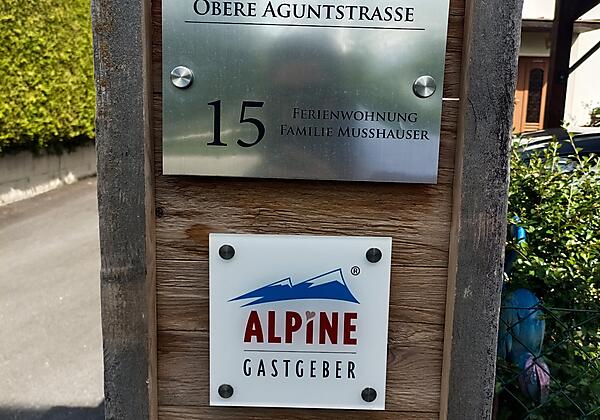 OBERE AGUNTSTRASSE
15
FERIENWOHNUNG
FAMILIE MUSSHAUSER
®
ALPiNE
GASTGEBER